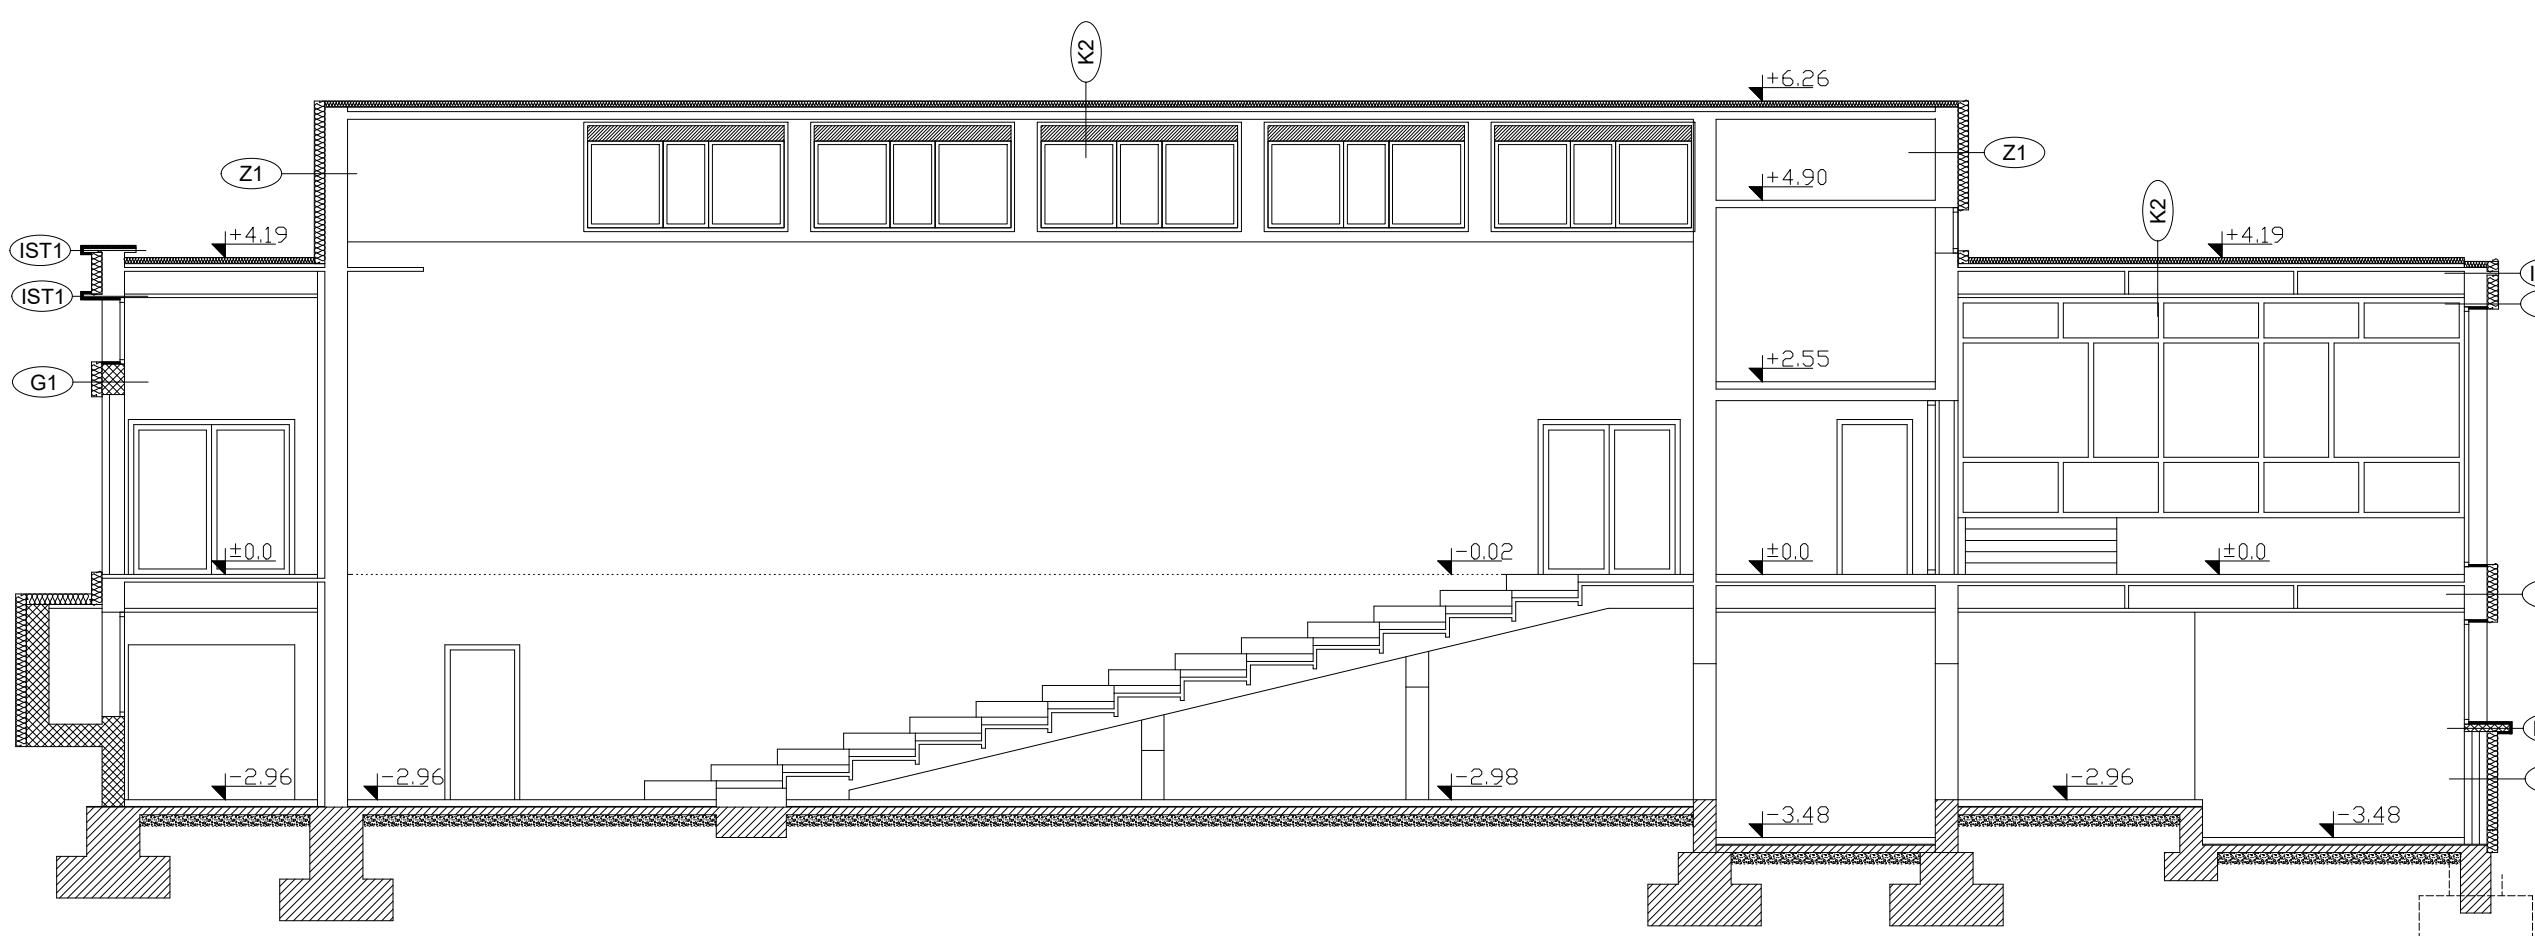 K2
+6.26
Z1
Z1
+4.90
K2
IST1
+4.19
+4.19
IST1
+2.55
G1
±0.0
-0.02
±0.0
±0.0
-2.96
-2.96
-2.98
-2.96
-3.48
-3.48